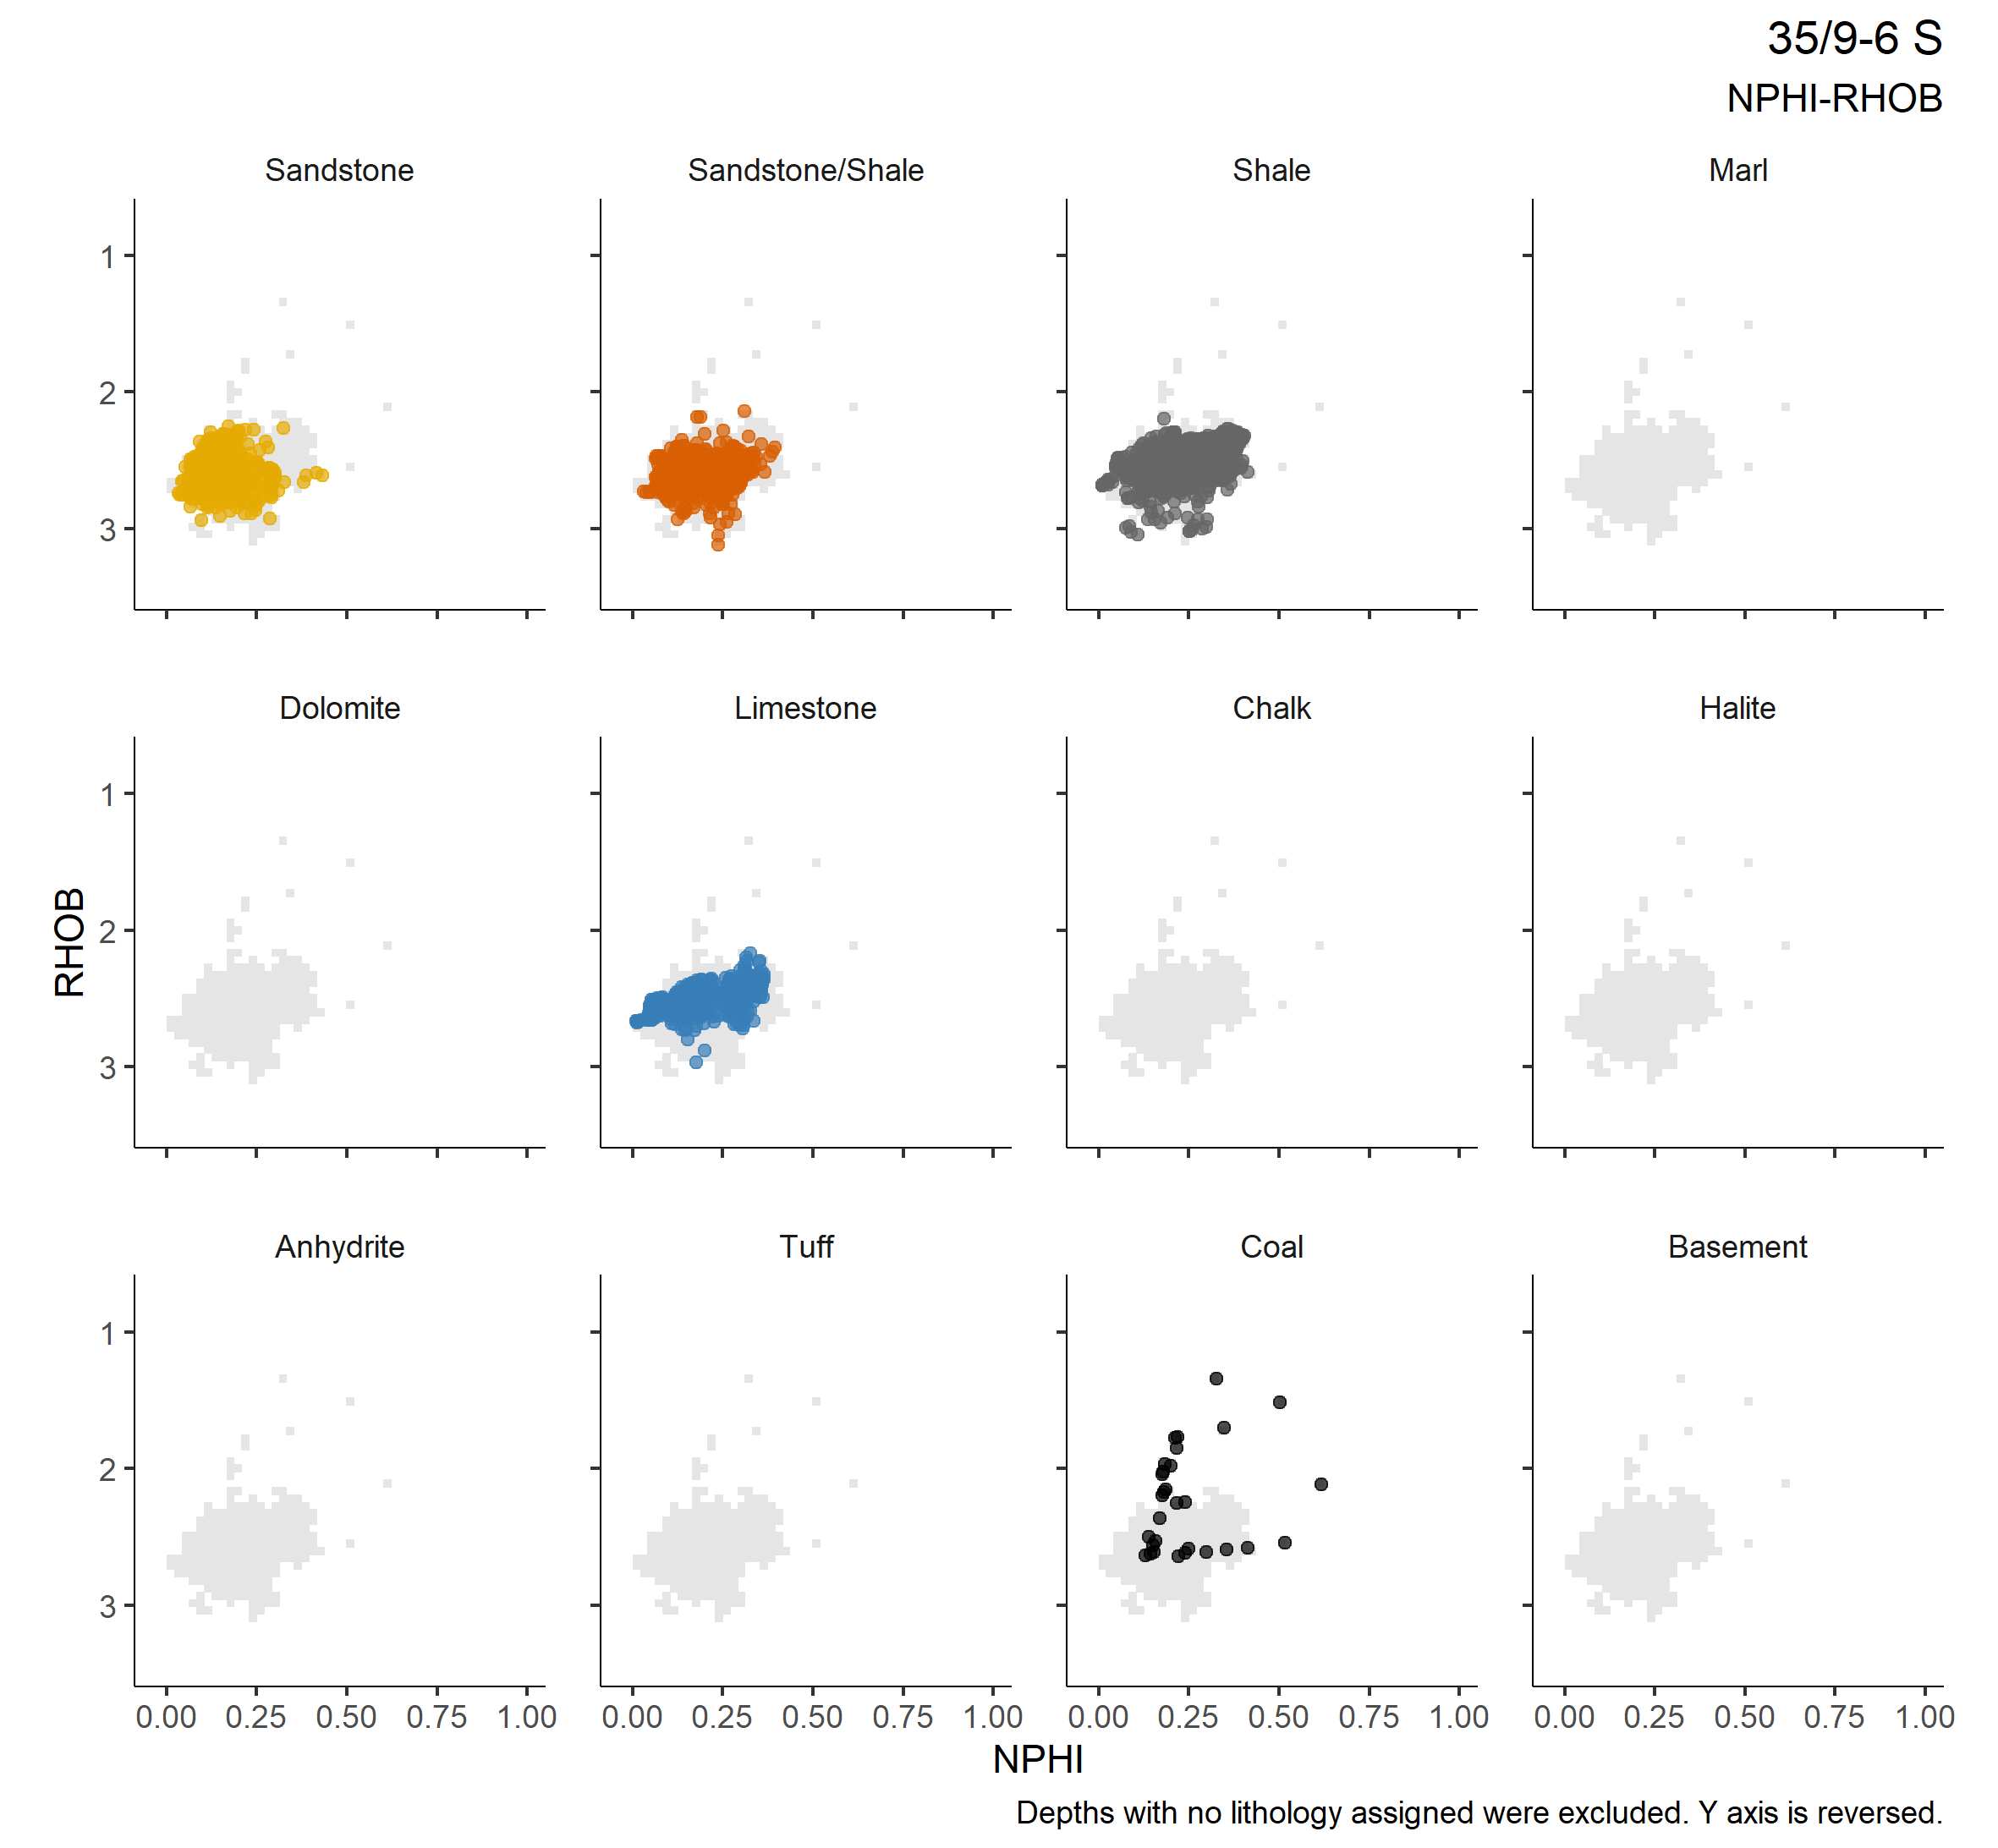 35/9-6 S
NPHI-RHOB
Sandstone Sandstone/Shale Shale Marl
1
2
3
Dolomite Limestone Chalk Halite
1
2
3
RHOB
Anhydrite Tuff Coal Basement
1
2
3
0.00 0.25 0.50 0.75 1.00 0.00 0.25 0.50 0.75 1.00 0.00 0.25 0.50 0.75 1.00 0.00 0.25 0.50 0.75 1.00
NPHI
Depths with no lithology assigned were excluded. Y axis is reversed.